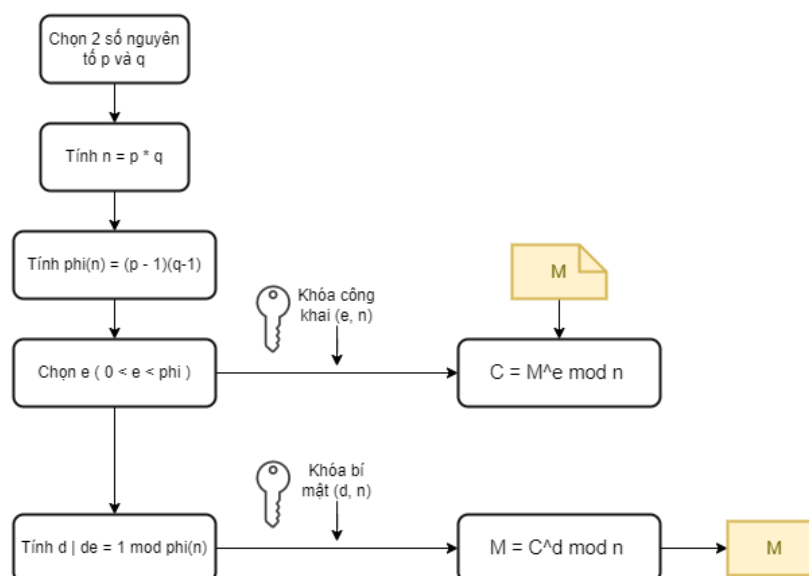 Chọn 2 số nguyên
tố p và q
Tính n = p * q
Tính phi(n) = (p - 1)(q-1)
Khóa công
khai (e, n)
M
Chọn e ( 0 < e < phi )
C = M^e mod n
Khóa bí
mật (d, n)
Tính d | de = 1 mod phi(n)
M = C^d mod n
M